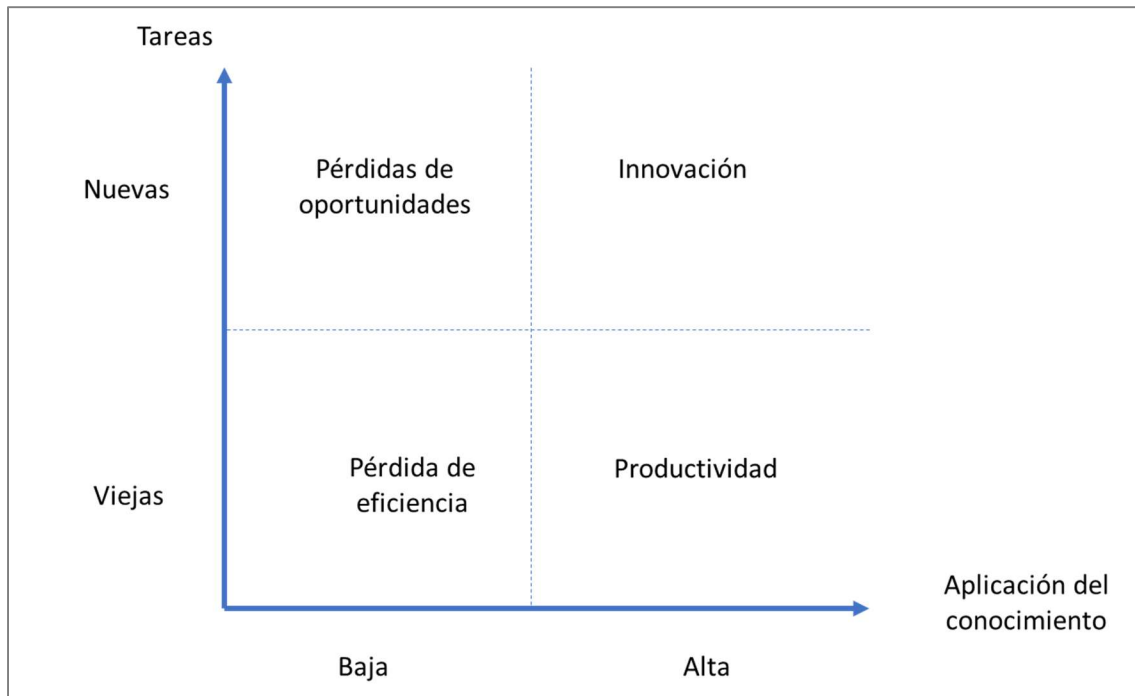 Tareas
Nuevas
Pérdidas de
oportunidades
Innovación
Viejas
Pérdida de
eficiencia
Productividad
Aplicación del
conocimiento
Baja
Alta